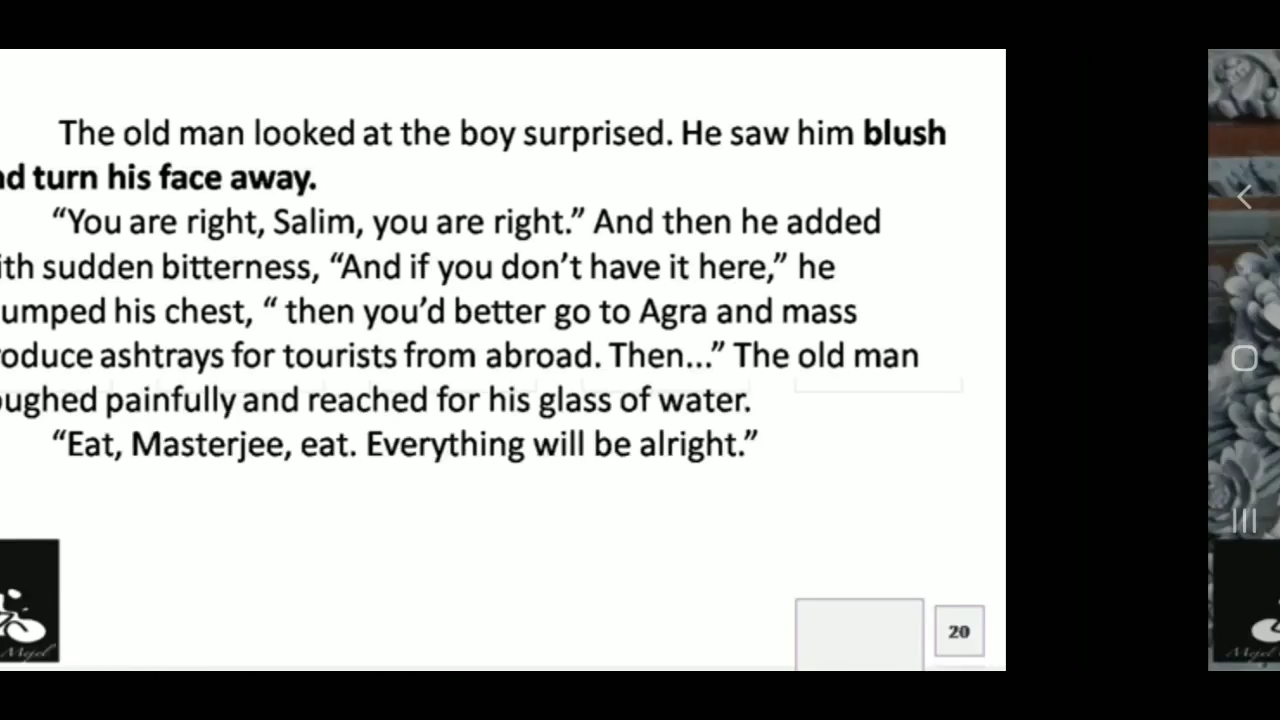 The old man looked at the boy surprised. He saw him blush
turn his face away.
“You are right, Salim, you are right.” And then he added
sudden bitterness, “And if you don’t have it here,” he
his chest, “ then you’d better go to Agra and mass
ashtrays for tourists from abroad. Then...” The old man
painfully and reached for his glass of water.
“Eat, Masterjee, eat. Everything will be alright.”
Mejel
20
Mejel